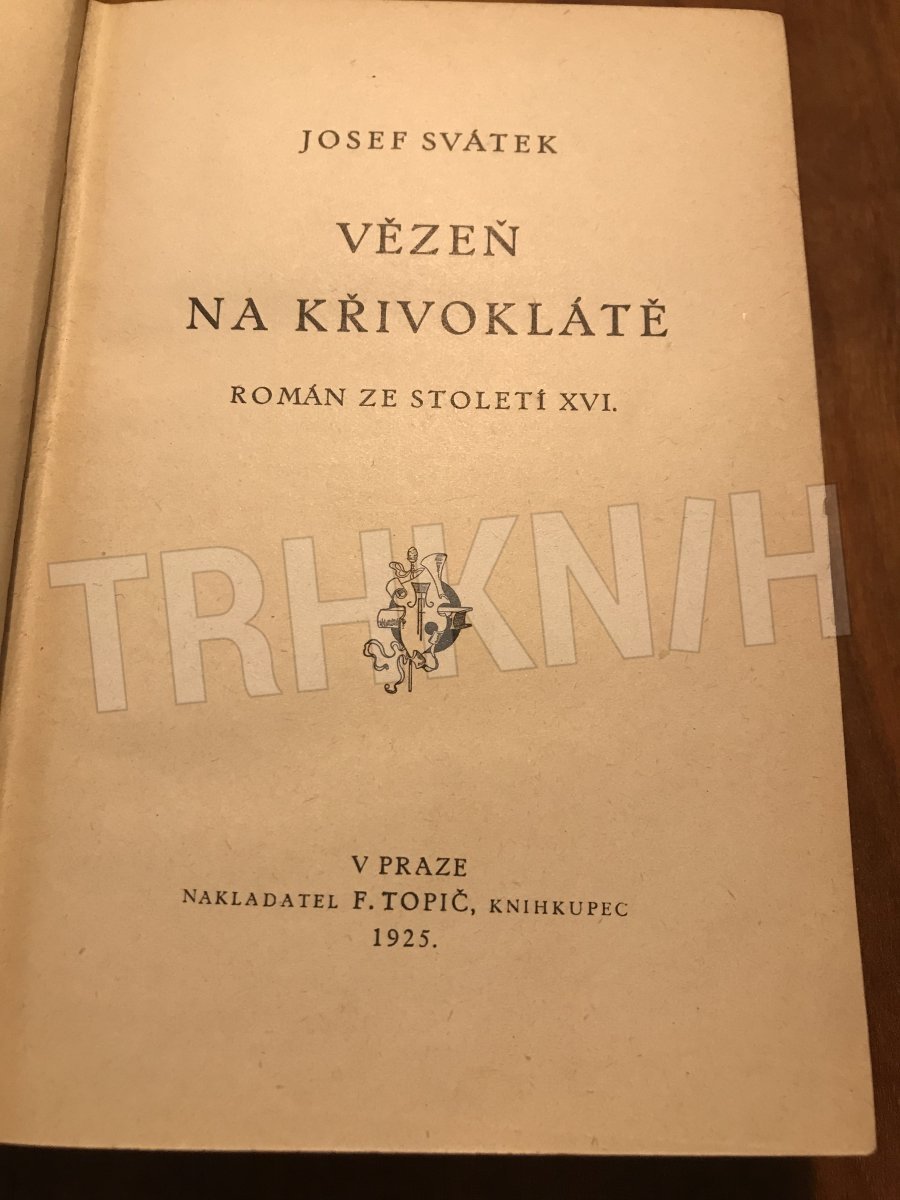 JOSEF SVÁTEK
VĚZEŇ
NA KŘIVOKLÁTĚ
ROMÁN ZE STOLETÍ XVI.
TRHKNIH
V PRAZE
NAKLADATEL F. TOPIČ, KNIHKUPEC
1925.